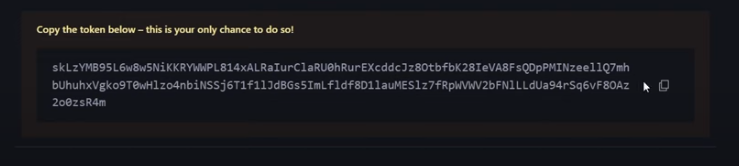 Copy the token below – this is your only chance to do so!
skLzYMB95L6w8w5NiKKRYWWPL814xALRaIurClaRU0hRurEXcddcJz8OtbfbK28IeVA8FsQDpPMINzeellQ7mh
bUhuhxVgko9T0wHlzo4nbiNSSj6T1f1lJdBGs5ImLfldf8D1lauMESlz7fRpWVWV2bFNlLLdUa94rSq6vF8OAz
2o0zsR4m